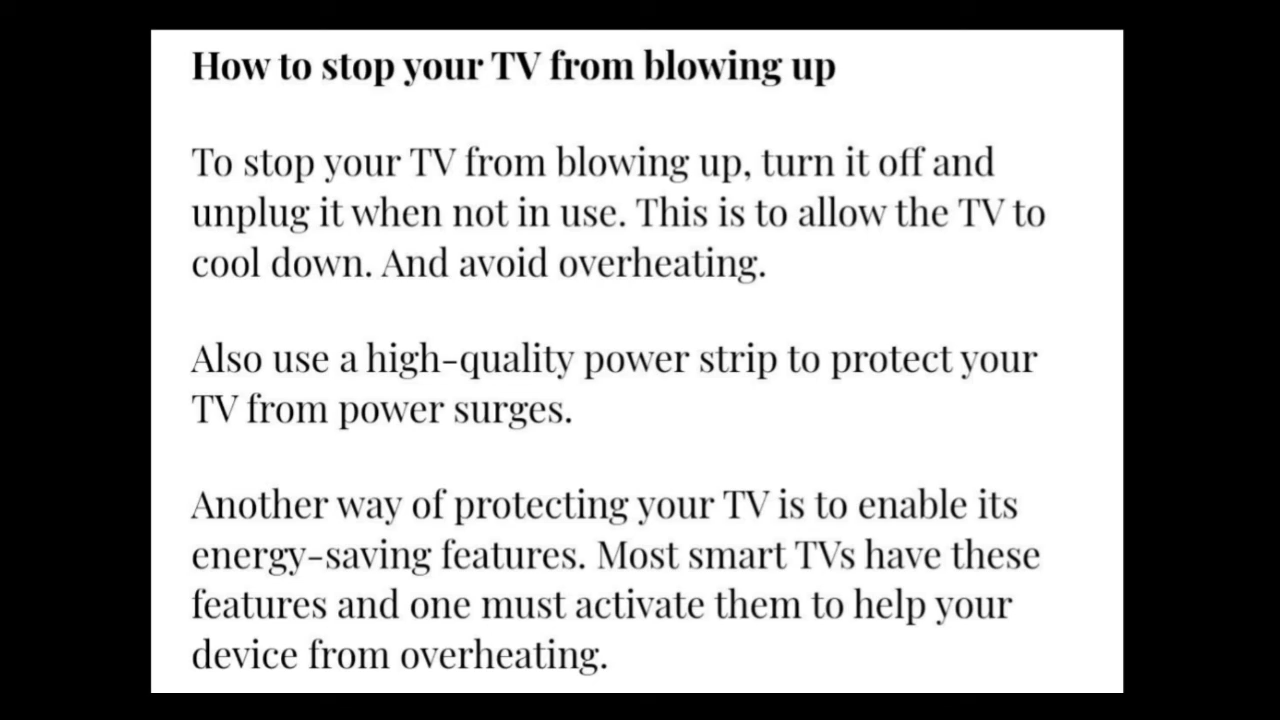 How to stop your TV from blowing up
To stop your TV from blowing up, turn it off and
unplug it when not in use. This is to allow the TV to
cool down. And avoid overheating.
Also use a high-quality power strip to protect your
TV from power surges.
Another way of protecting your TV is to enable its
energy-saving features. Most smart TVs have these
features and one must activate them to help your
device from overheating.